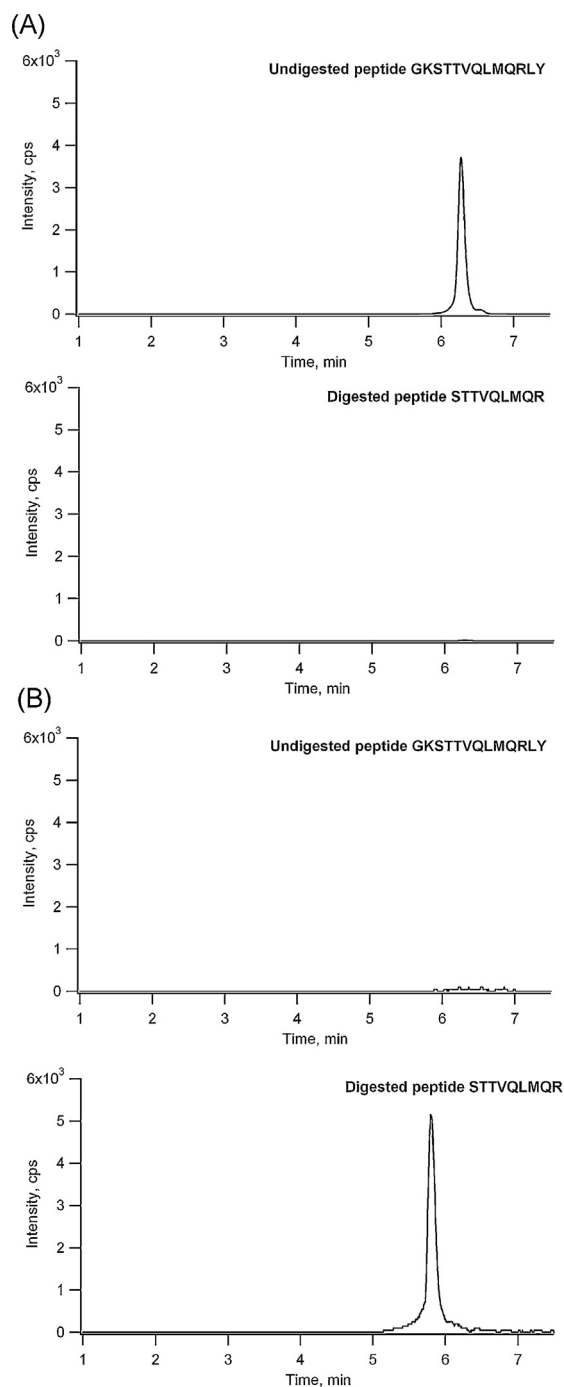 (A)
6x10³
Undigested peptide GKSTTVQLMQRLY
5
4
3
2
1
0
Intensity, cps
1 2 3 4 5 6 7
Time, min
6x10³
Digested peptide STTVQLMQR
5
4
3
2
1
0
Intensity, cps
1 2 3 4 5 6 7
Time, min
(B)
6x10³
Undigested peptide GKSTTVQLMQRLY
5
4
3
2
1
0
Intensity, cps
1 2 3 4 5 6 7
Time, min
6x10³
Digested peptide STTVQLMQR
5
4
3
2
1
0
Intensity, cps
1 2 3 4 5 6 7
Time, min